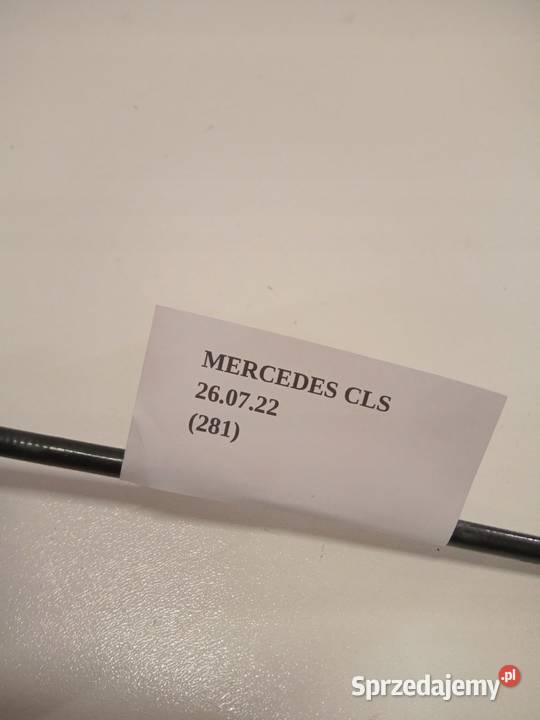 MERCEDES CLS
26.07.22
(281)
Sprzedajemy.pl